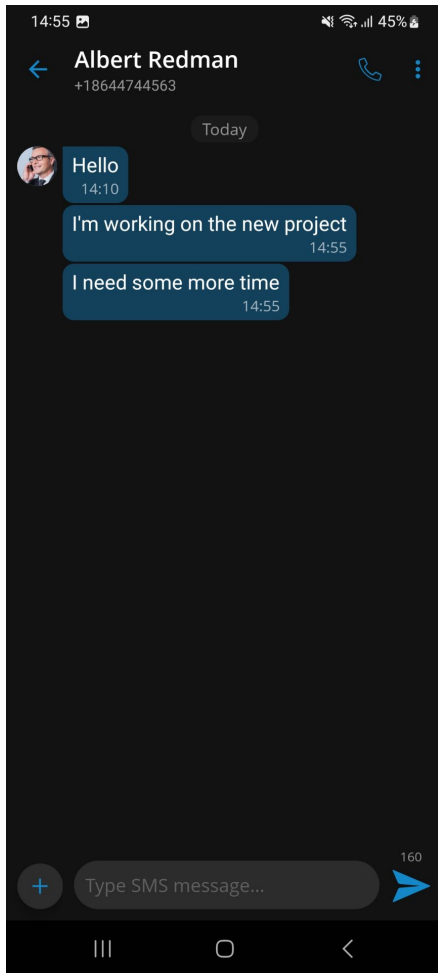 14:55 45%
Albert Redman
+18644744563
Today
Hello
14:10
I'm working on the new project
14:55
I need some more time
14:55
160
Type SMS message...